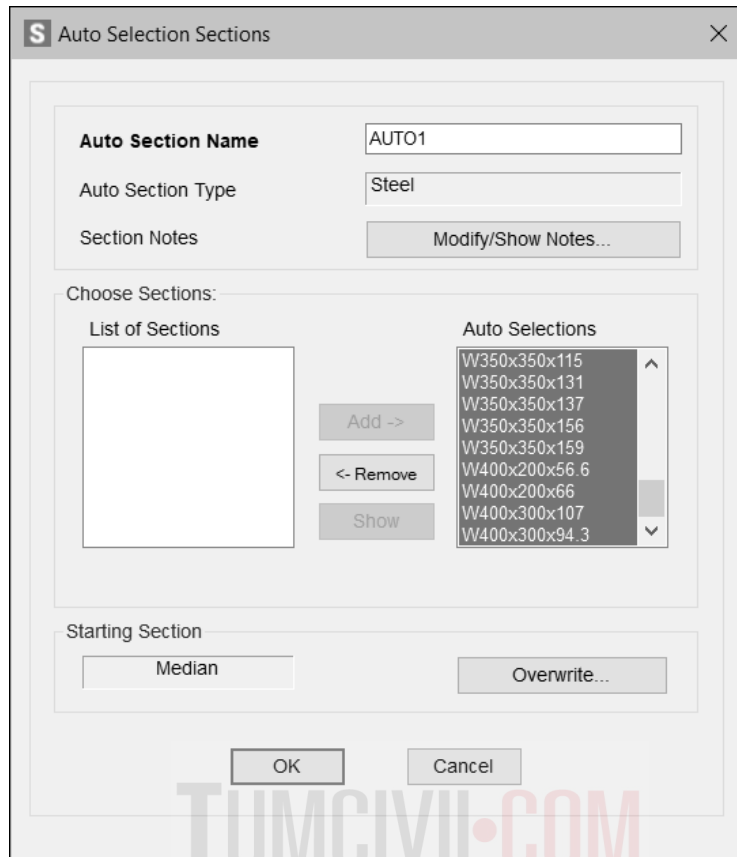 S Auto Selection Sections
Auto Section Name
AUTO1
Auto Section Type
Steel
Section Notes
Modify/Show Notes...
Choose Sections:
List of Sections
Auto Selections
Add ->
<- Remove
Show
W350x350x115
W350x350x131
W350x350x137
W350x350x156
W350x350x159
W400x200x56.6
W400x200x66
W400x300x107
W400x300x94.3
Starting Section
Median
Overwrite...
OK
Cancel
TUMCIVIL•COM